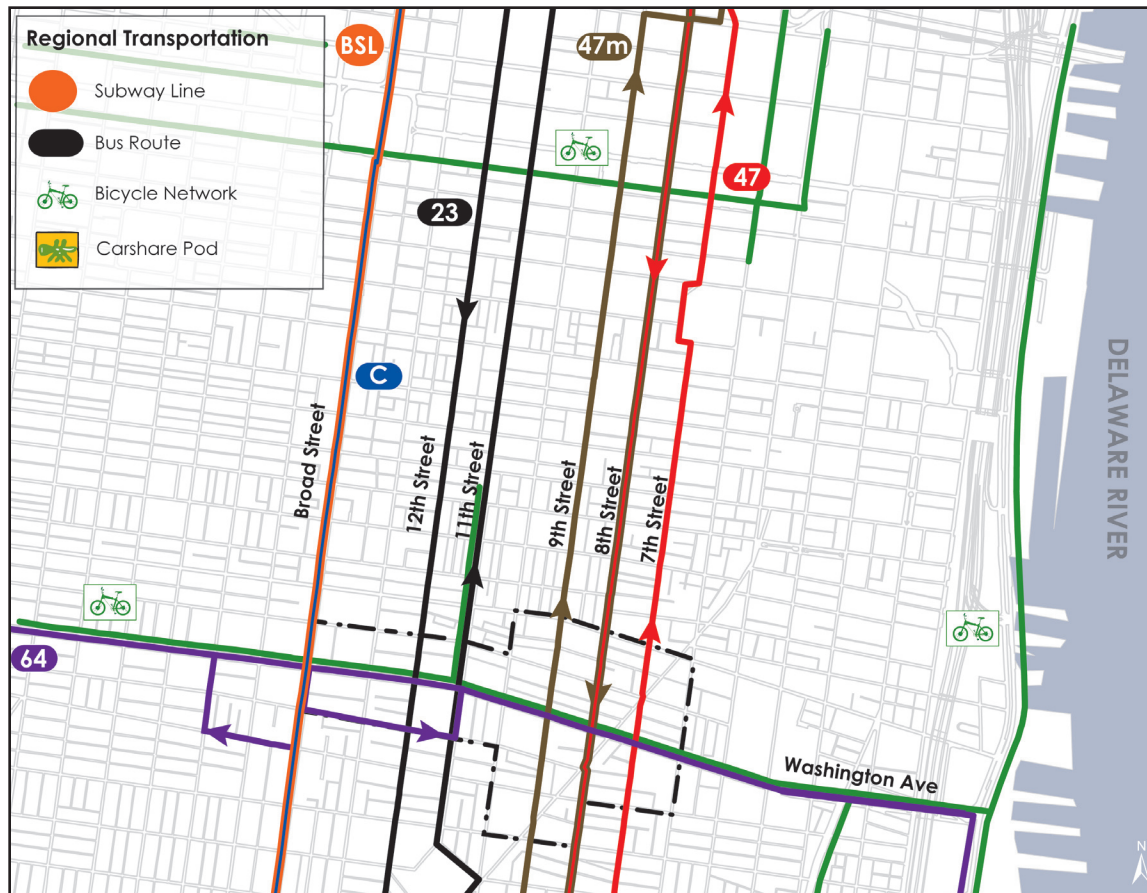 Regional Transportation
Subway Line
Bus Route
Bicycle Network
Carshare Pod
BSL
47m
47
23
C
Broad Street
12th Street
11th Street
9th Street
8th Street
7th Street
DELAWARE RIVER
64
Washington Ave
N